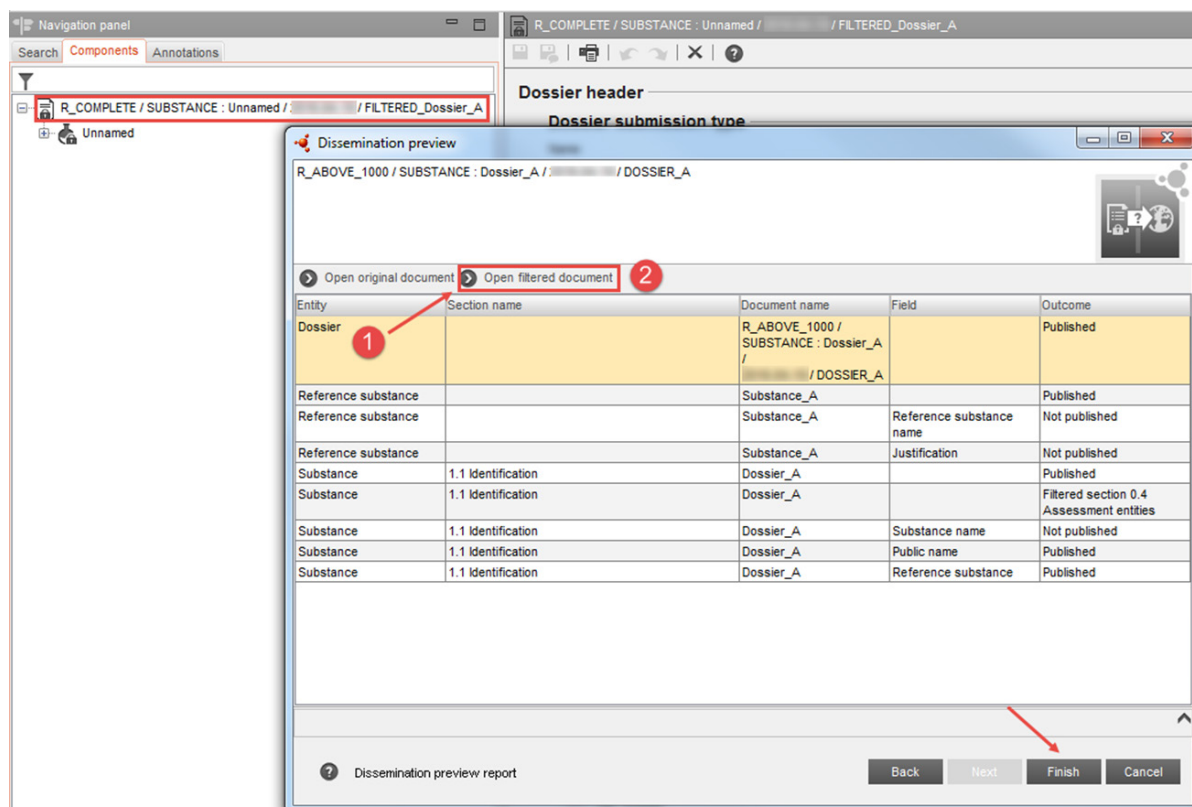 Navigation panel
R_COMPLETE / SUBSTANCE : Unnamed / / FILTERED_Dossier_A
Search Components Annotations
R_COMPLETE / SUBSTANCE : Unnamed / / FILTERED_Dossier_A
Unnamed
Dossier header
Dossier submission type
Dissemination preview
R_ABOVE_1000 / SUBSTANCE : Dossier_A / / DOSSIER_A
Open original document Open filtered document 2
Entity Section name Document name Field Outcome
Dossier R_ABOVE_1000 / Published
SUBSTANCE : Dossier_A
1 /
/ DOSSIER_A
Reference substance Substance_A Published
Reference substance Substance_A Reference substance Not published
name
Reference substance Substance_A Justification Not published
Substance 1.1 Identification Dossier_A Published
Substance 1.1 Identification Dossier_A Filtered section 0.4
Assessment entities
Substance 1.1 Identification Dossier_A Substance name Not published
Substance 1.1 Identification Dossier_A Public name Published
Substance 1.1 Identification Dossier_A Reference substance Published
Dissemination preview report Back Next Finish Cancel